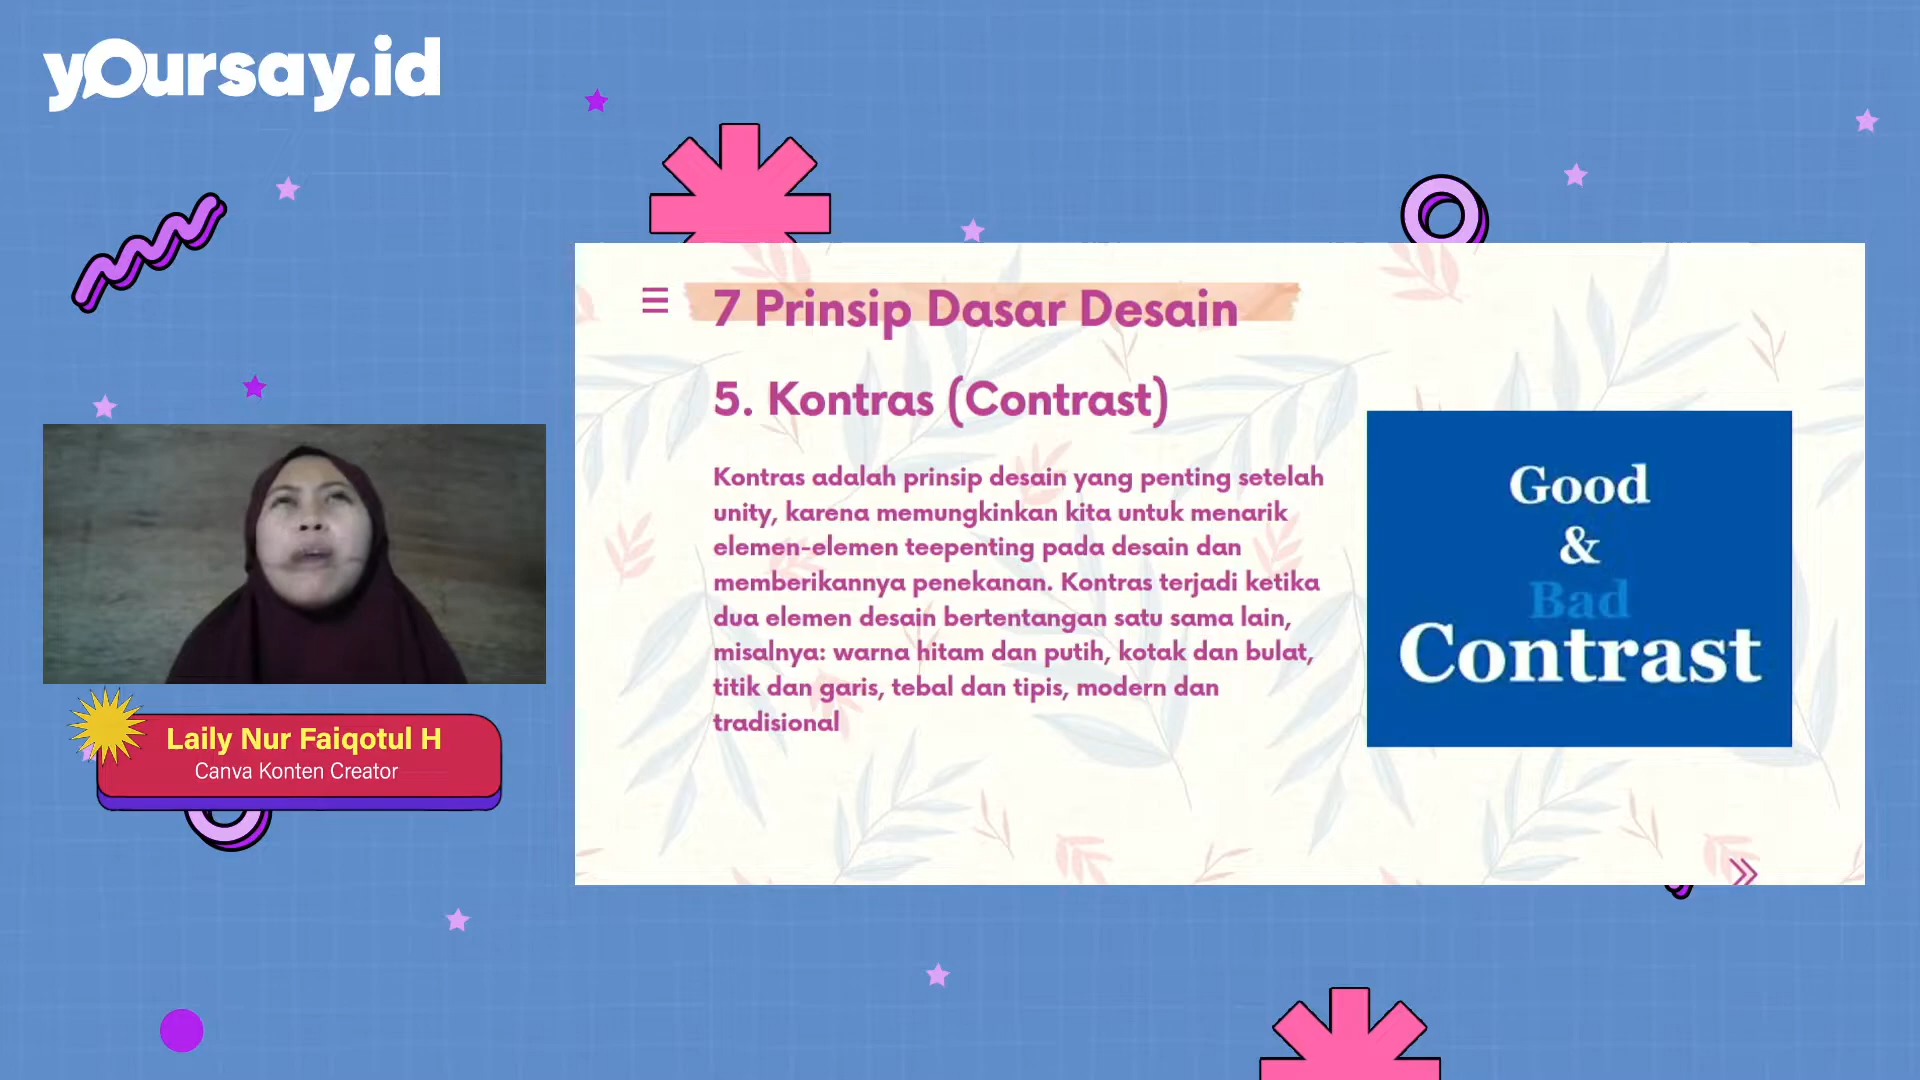 yoursay.id
7 Prinsip Dasar Desain
5. Kontras (Contrast)
Kontras adalah prinsip desain yang penting setelah
unity, karena memungkinkan kita untuk menarik
elemen-elemen teepenting pada desain dan
memberikannya penekanan. Kontras terjadi ketika
dua elemen desain bertentangan satu sama lain,
misalnya: warna hitam dan putih, kotak dan bulat,
titik dan garis, tebal dan tipis, modern dan
tradisional
Good
&
Bad
Contrast
Laily Nur Faiqotul H
Canva Konten Creator